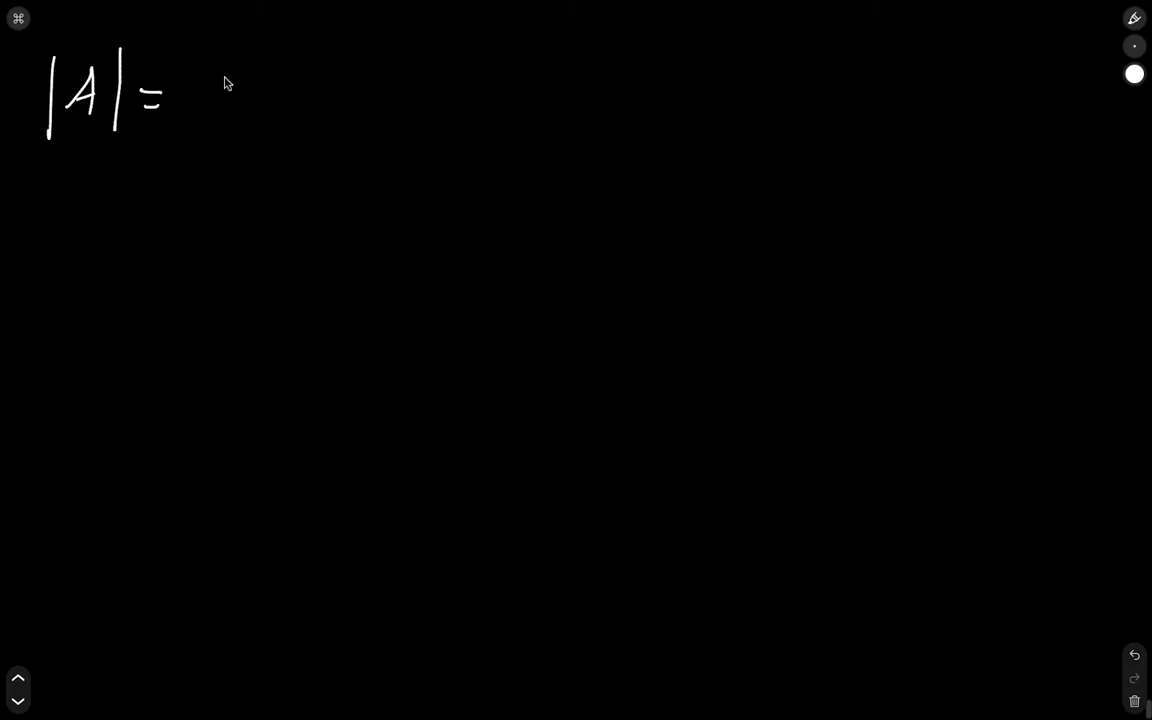 |A| =